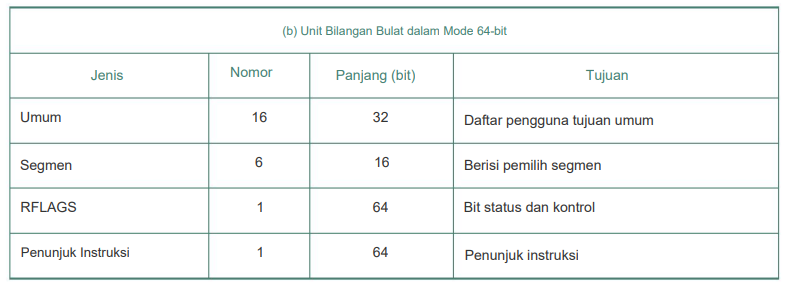 (b) Unit Bilangan Bulat dalam Mode 64-bit
Jenis Nomor Panjang (bit) Tujuan
Umum 16 32 Daftar pengguna tujuan umum
Segmen 6 16 Berisi pemilih segmen
RFLAGS 1 64 Bit status dan kontrol
Penunjuk Instruksi 1 64 Penunjuk instruksi